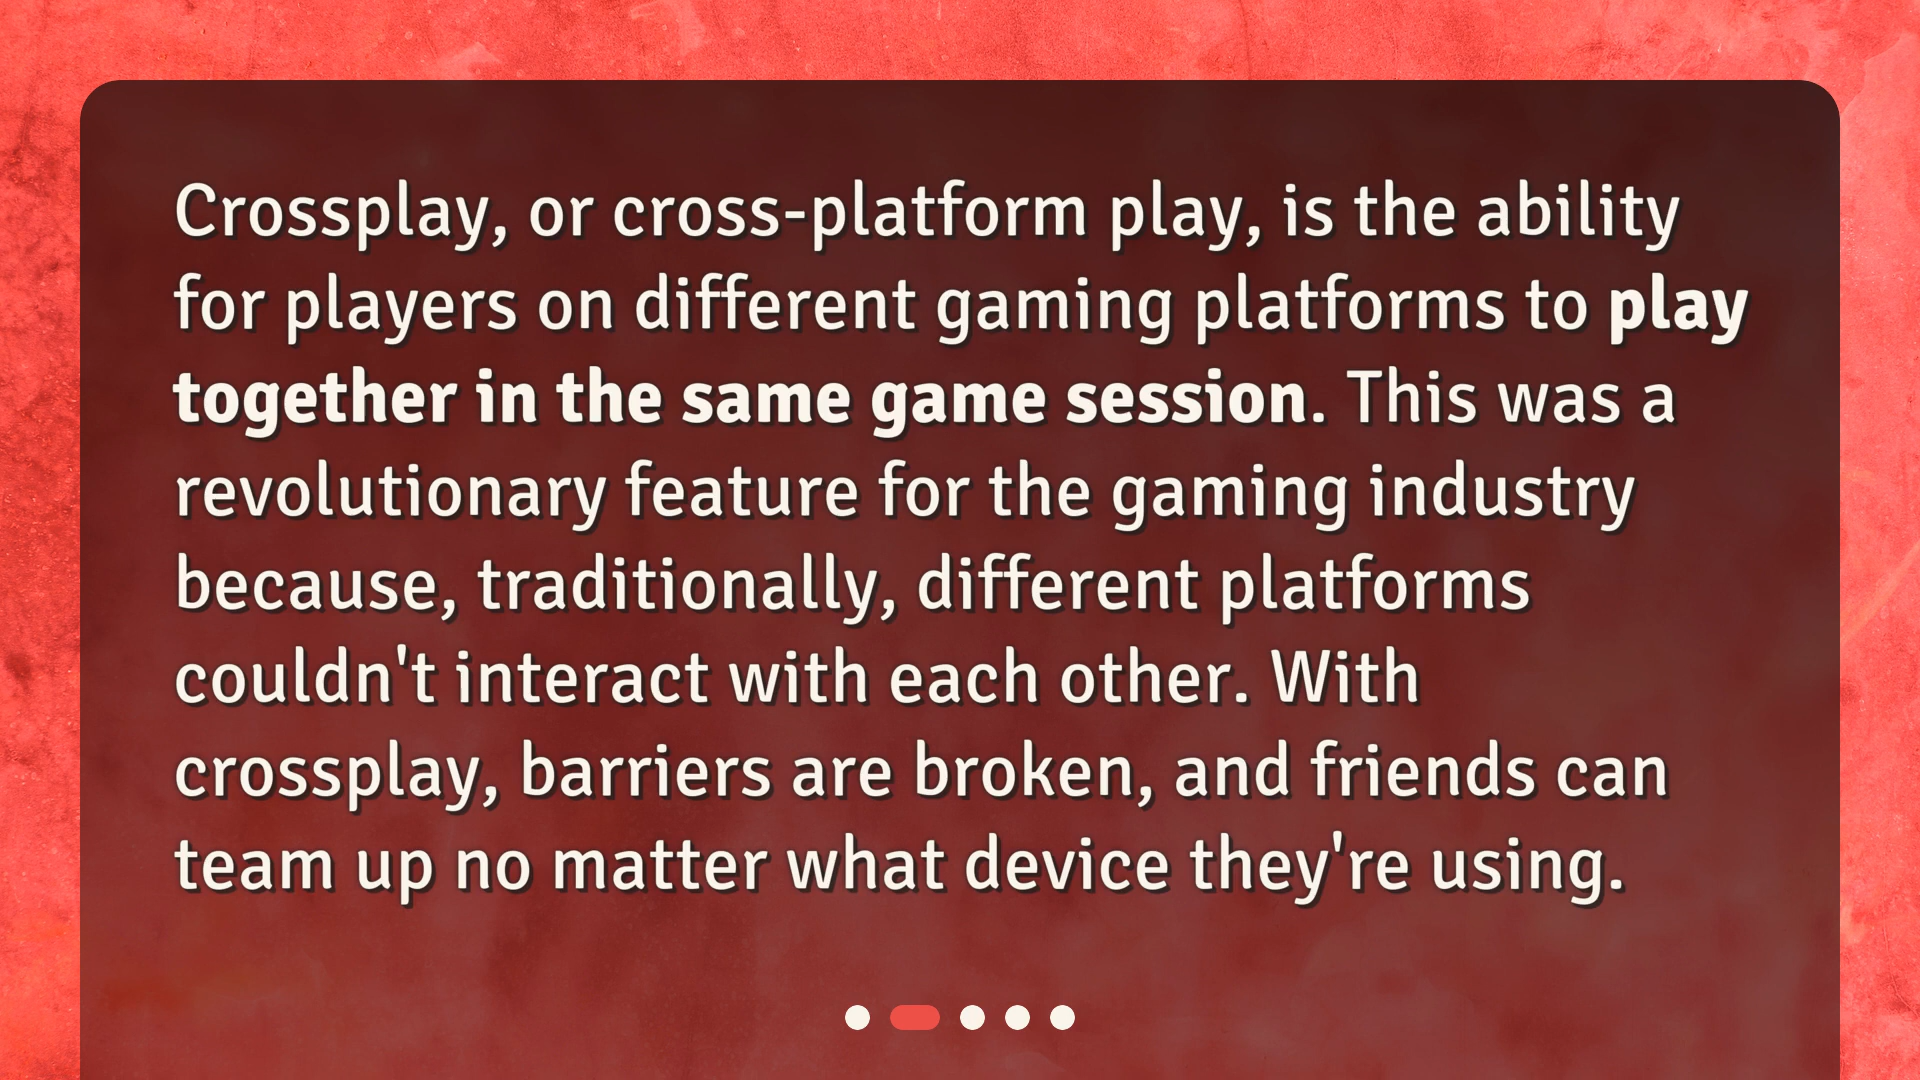 Crossplay, or cross-platform play, is the ability
for players on different gaming platforms to play
together in the same game session. This was a
revolutionary feature for the gaming industry
because, traditionally, different platforms
couldn't interact with each other. With
crossplay, barriers are broken, and friends can
team up no matter what device they're using.